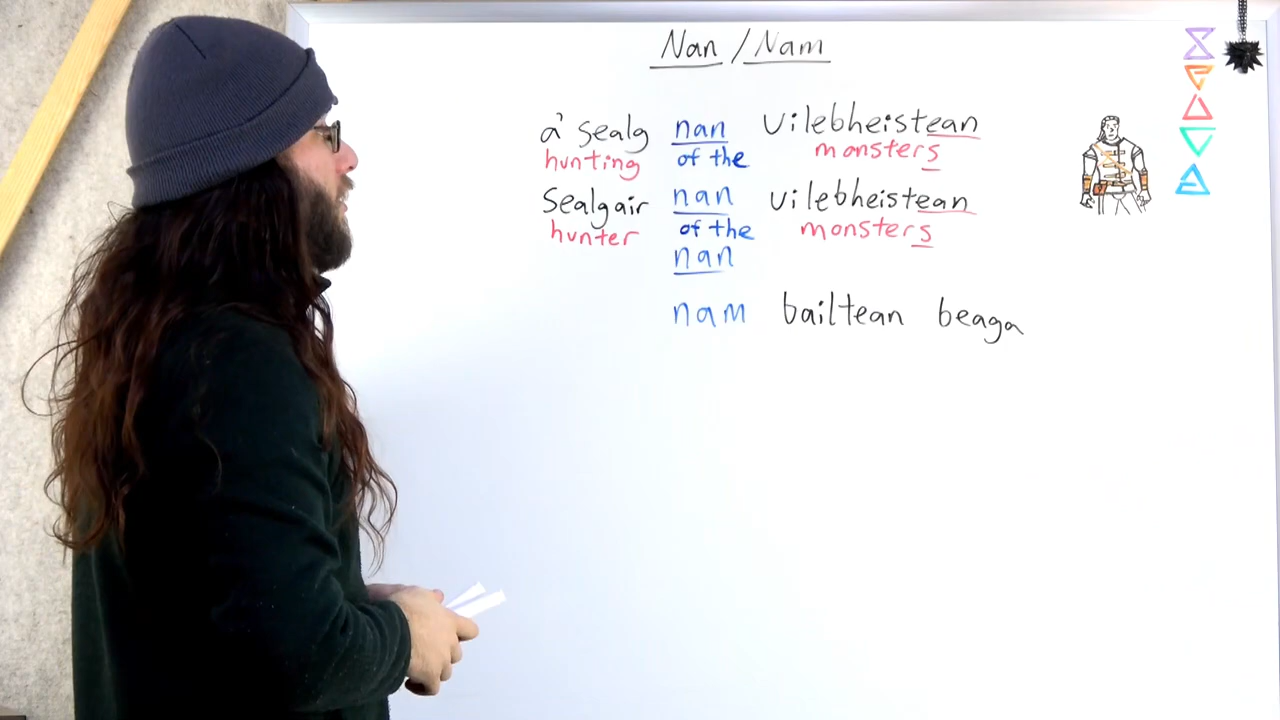 Nan / Nam
a' sealg nan uilebheistean
hunting of the monsters
Sealgair nan uilebheistean
hunter of the monsters
nan
nam bailtean beaga